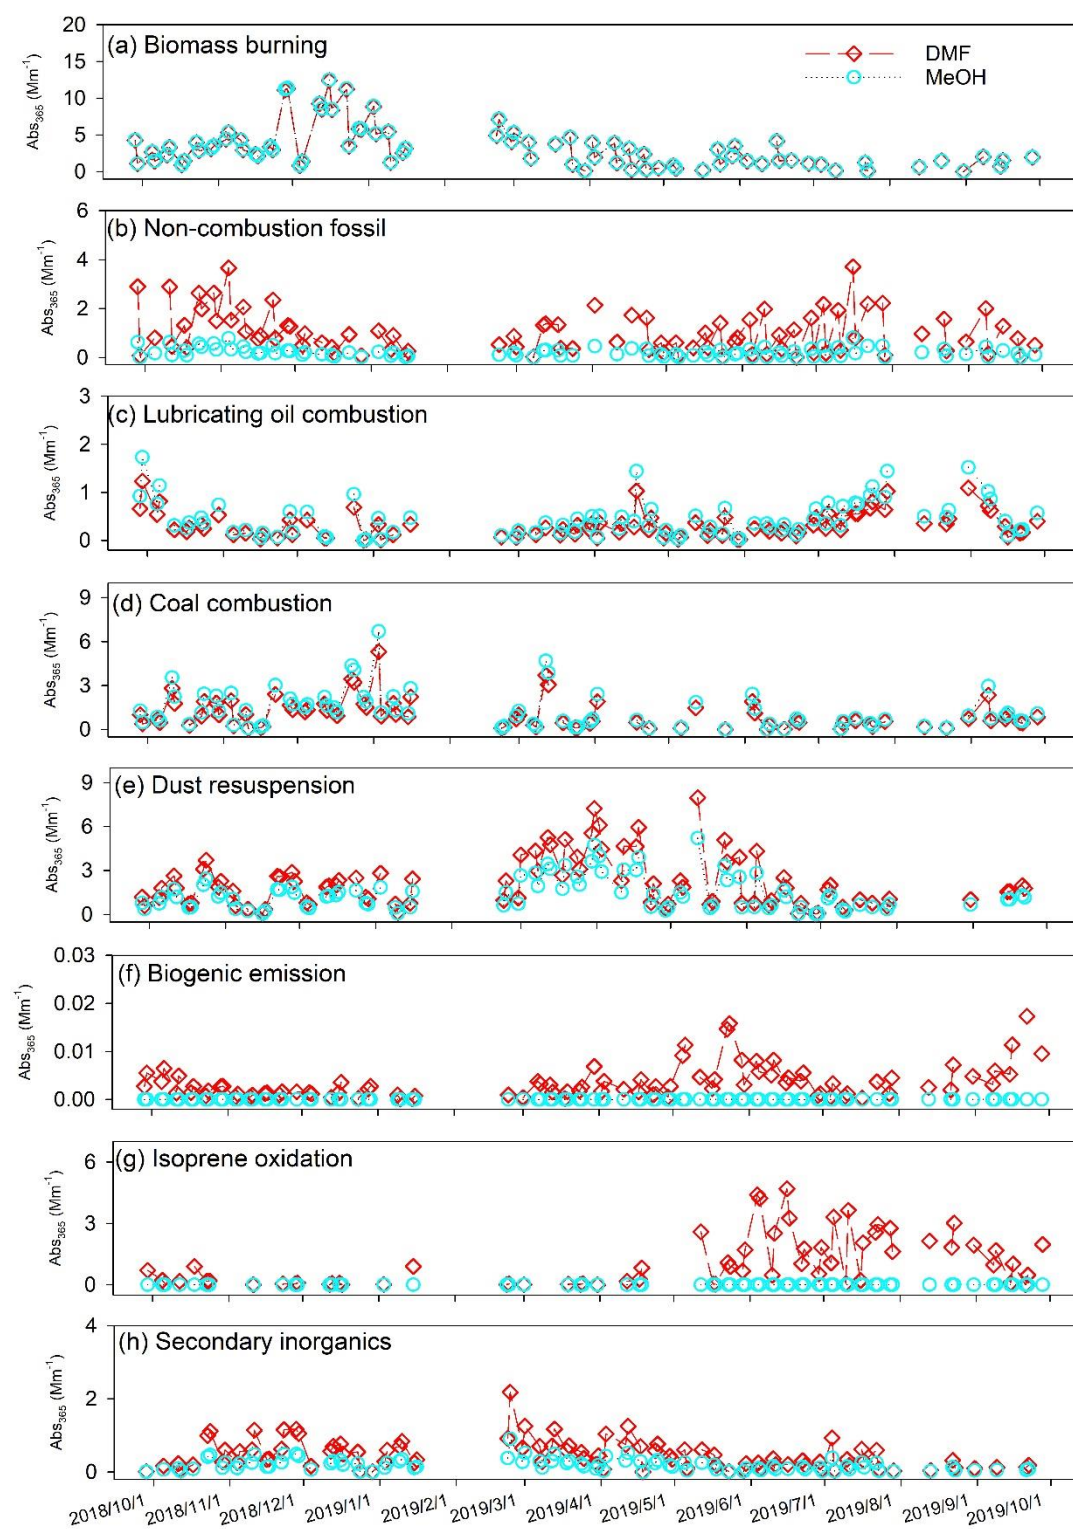 (a) Biomass burning
DMF
MeOH
Abs365 (Mm-1)
20
15
10
5
0
(b) Non-combustion fossil
Abs365 (Mm-1)
6
4
2
0
(c) Lubricating oil combustion
Abs365 (Mm-1)
3
2
1
0
(d) Coal combustion
Abs365 (Mm-1)
9
6
3
0
(e) Dust resuspension
Abs365 (Mm-1)
9
6
3
0
(f) Biogenic emission
Abs365 (Mm-1)
0.03
0.02
0.01
0.00
(g) Isoprene oxidation
Abs365 (Mm-1)
6
3
0
(h) Secondary inorganics
Abs365 (Mm-1)
4
2
0
2018/10/1
2018/11/1
2018/12/1
2019/1/1
2019/2/1
2019/3/1
2019/4/1
2019/5/1
2019/6/1
2019/7/1
2019/8/1
2019/9/1
2019/10/1